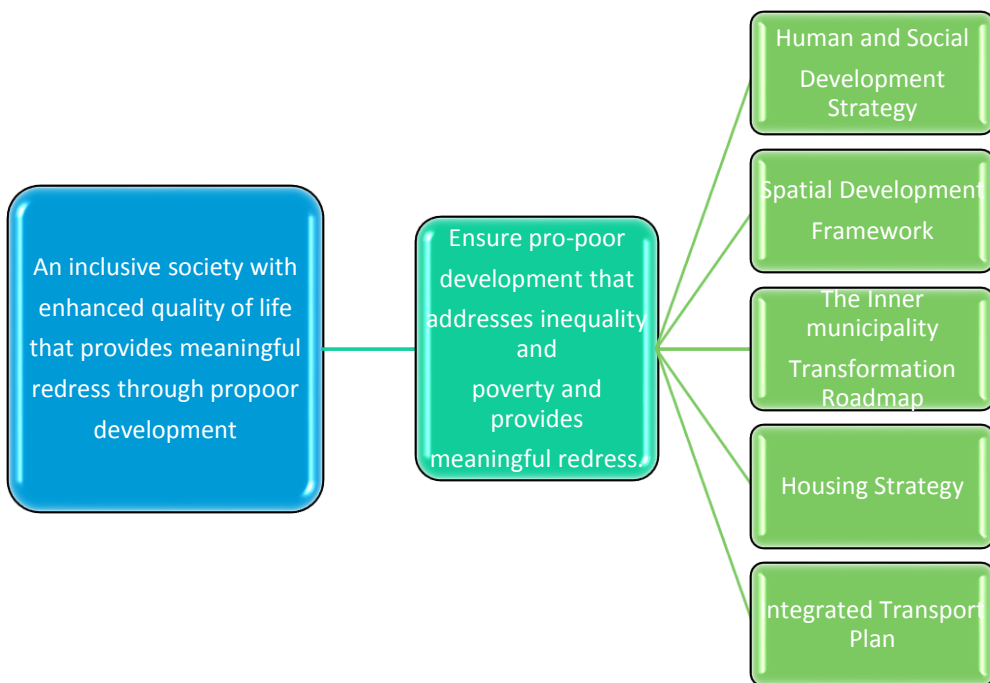 An inclusive society with
enhanced quality of life
that provides meaningful
redress through propoor
development
Ensure pro-poor
development that
addresses inequality
and
poverty and
provides
meaningful redress.
Human and Social
Development
Strategy
Spatial Development
Framework
The Inner
municipality
Transformation
Roadmap
Housing Strategy
Integrated Transport
Plan